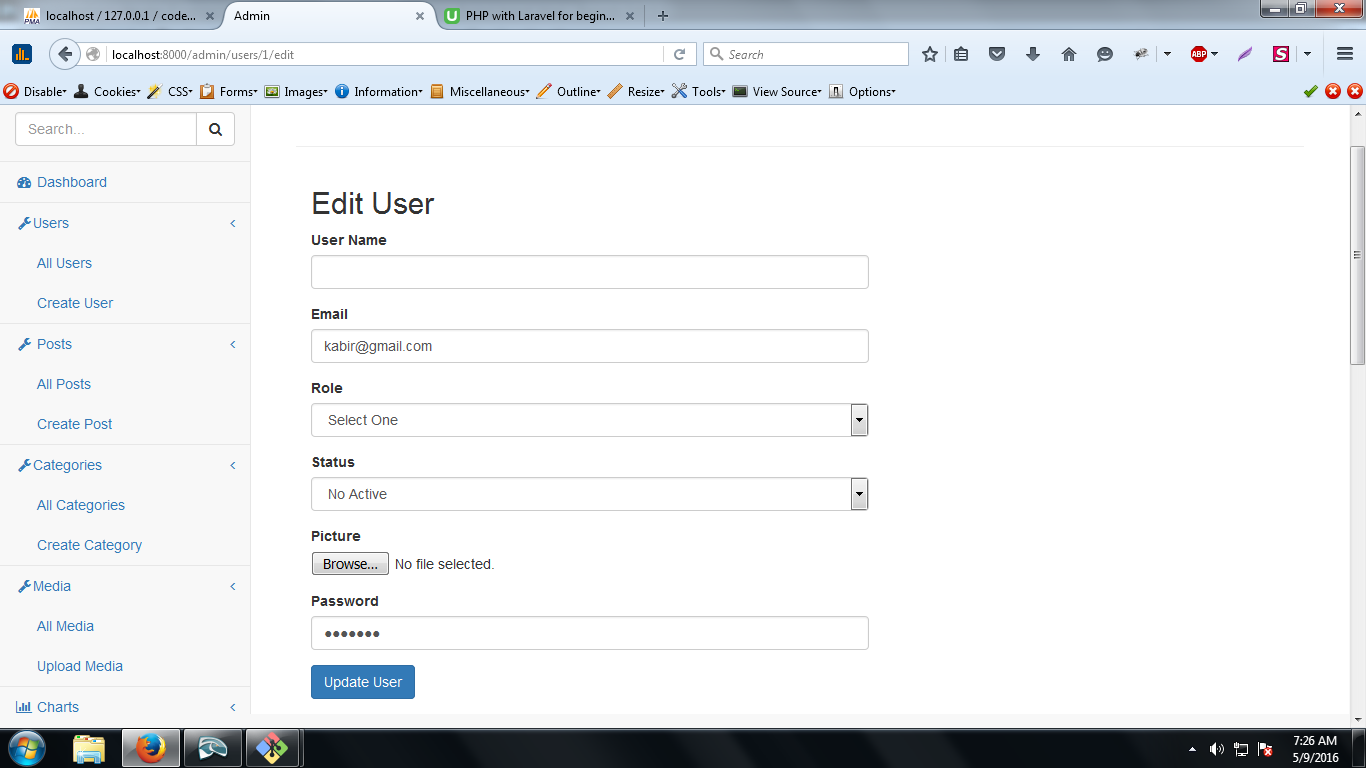 localhost / 127.0.0.1 / code...
Admin
PHP with Laravel for begin...
localhost:8000/admin/users/1/edit
Search
ABP
S
Disable Cookies CSS Forms Images Information Miscellaneous Outline Resize Tools View Source Options
Search...
Dashboard
Users
All Users
Create User
Posts
All Posts
Create Post
Categories
All Categories
Create Category
Media
All Media
Upload Media
Charts
Edit User
User Name
Email
kabir@gmail.com
Role
Select One
Status
No Active
Picture
Browse... No file selected.
Password
Update User
7:26 AM
5/9/2016